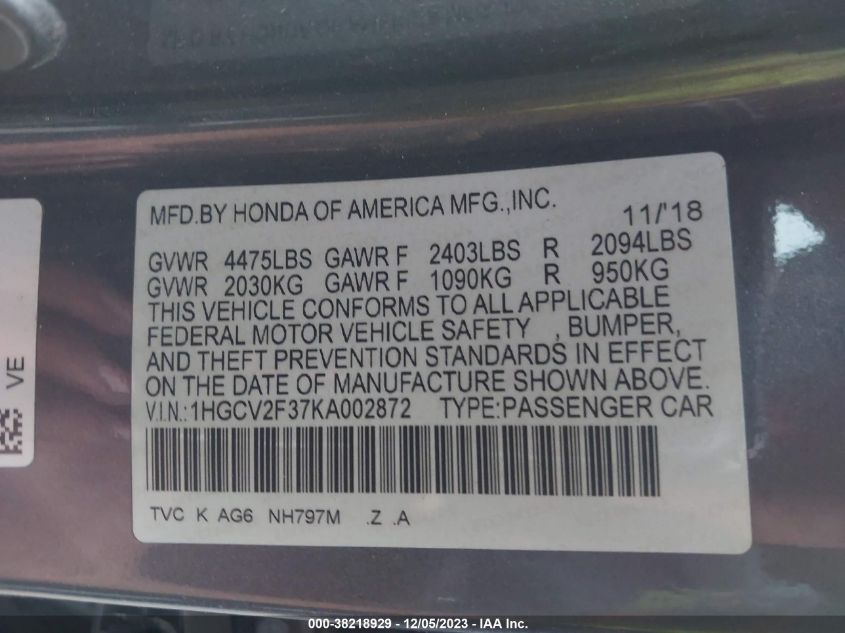 MFD.BY HONDA OF AMERICA MFG.,INC. 11/'18
GVWR 4475LBS GAWR F 2403LBS R 2094LBS
GVWR 2030KG GAWR F 1090KG R 950KG
THIS VEHICLE CONFORMS TO ALL APPLICABLE
FEDERAL MOTOR VEHICLE SAFETY , BUMPER,
AND THEFT PREVENTION STANDARDS IN EFFECT
ON THE DATE OF MANUFACTURE SHOWN ABOVE.
V.I.N.:1HGCV2F37KA002872 TYPE:PASSENGER CAR
TVC K AG6 NH797M .Z .A
VE
000-38218929 - 12/05/2023 - IAA Inc.